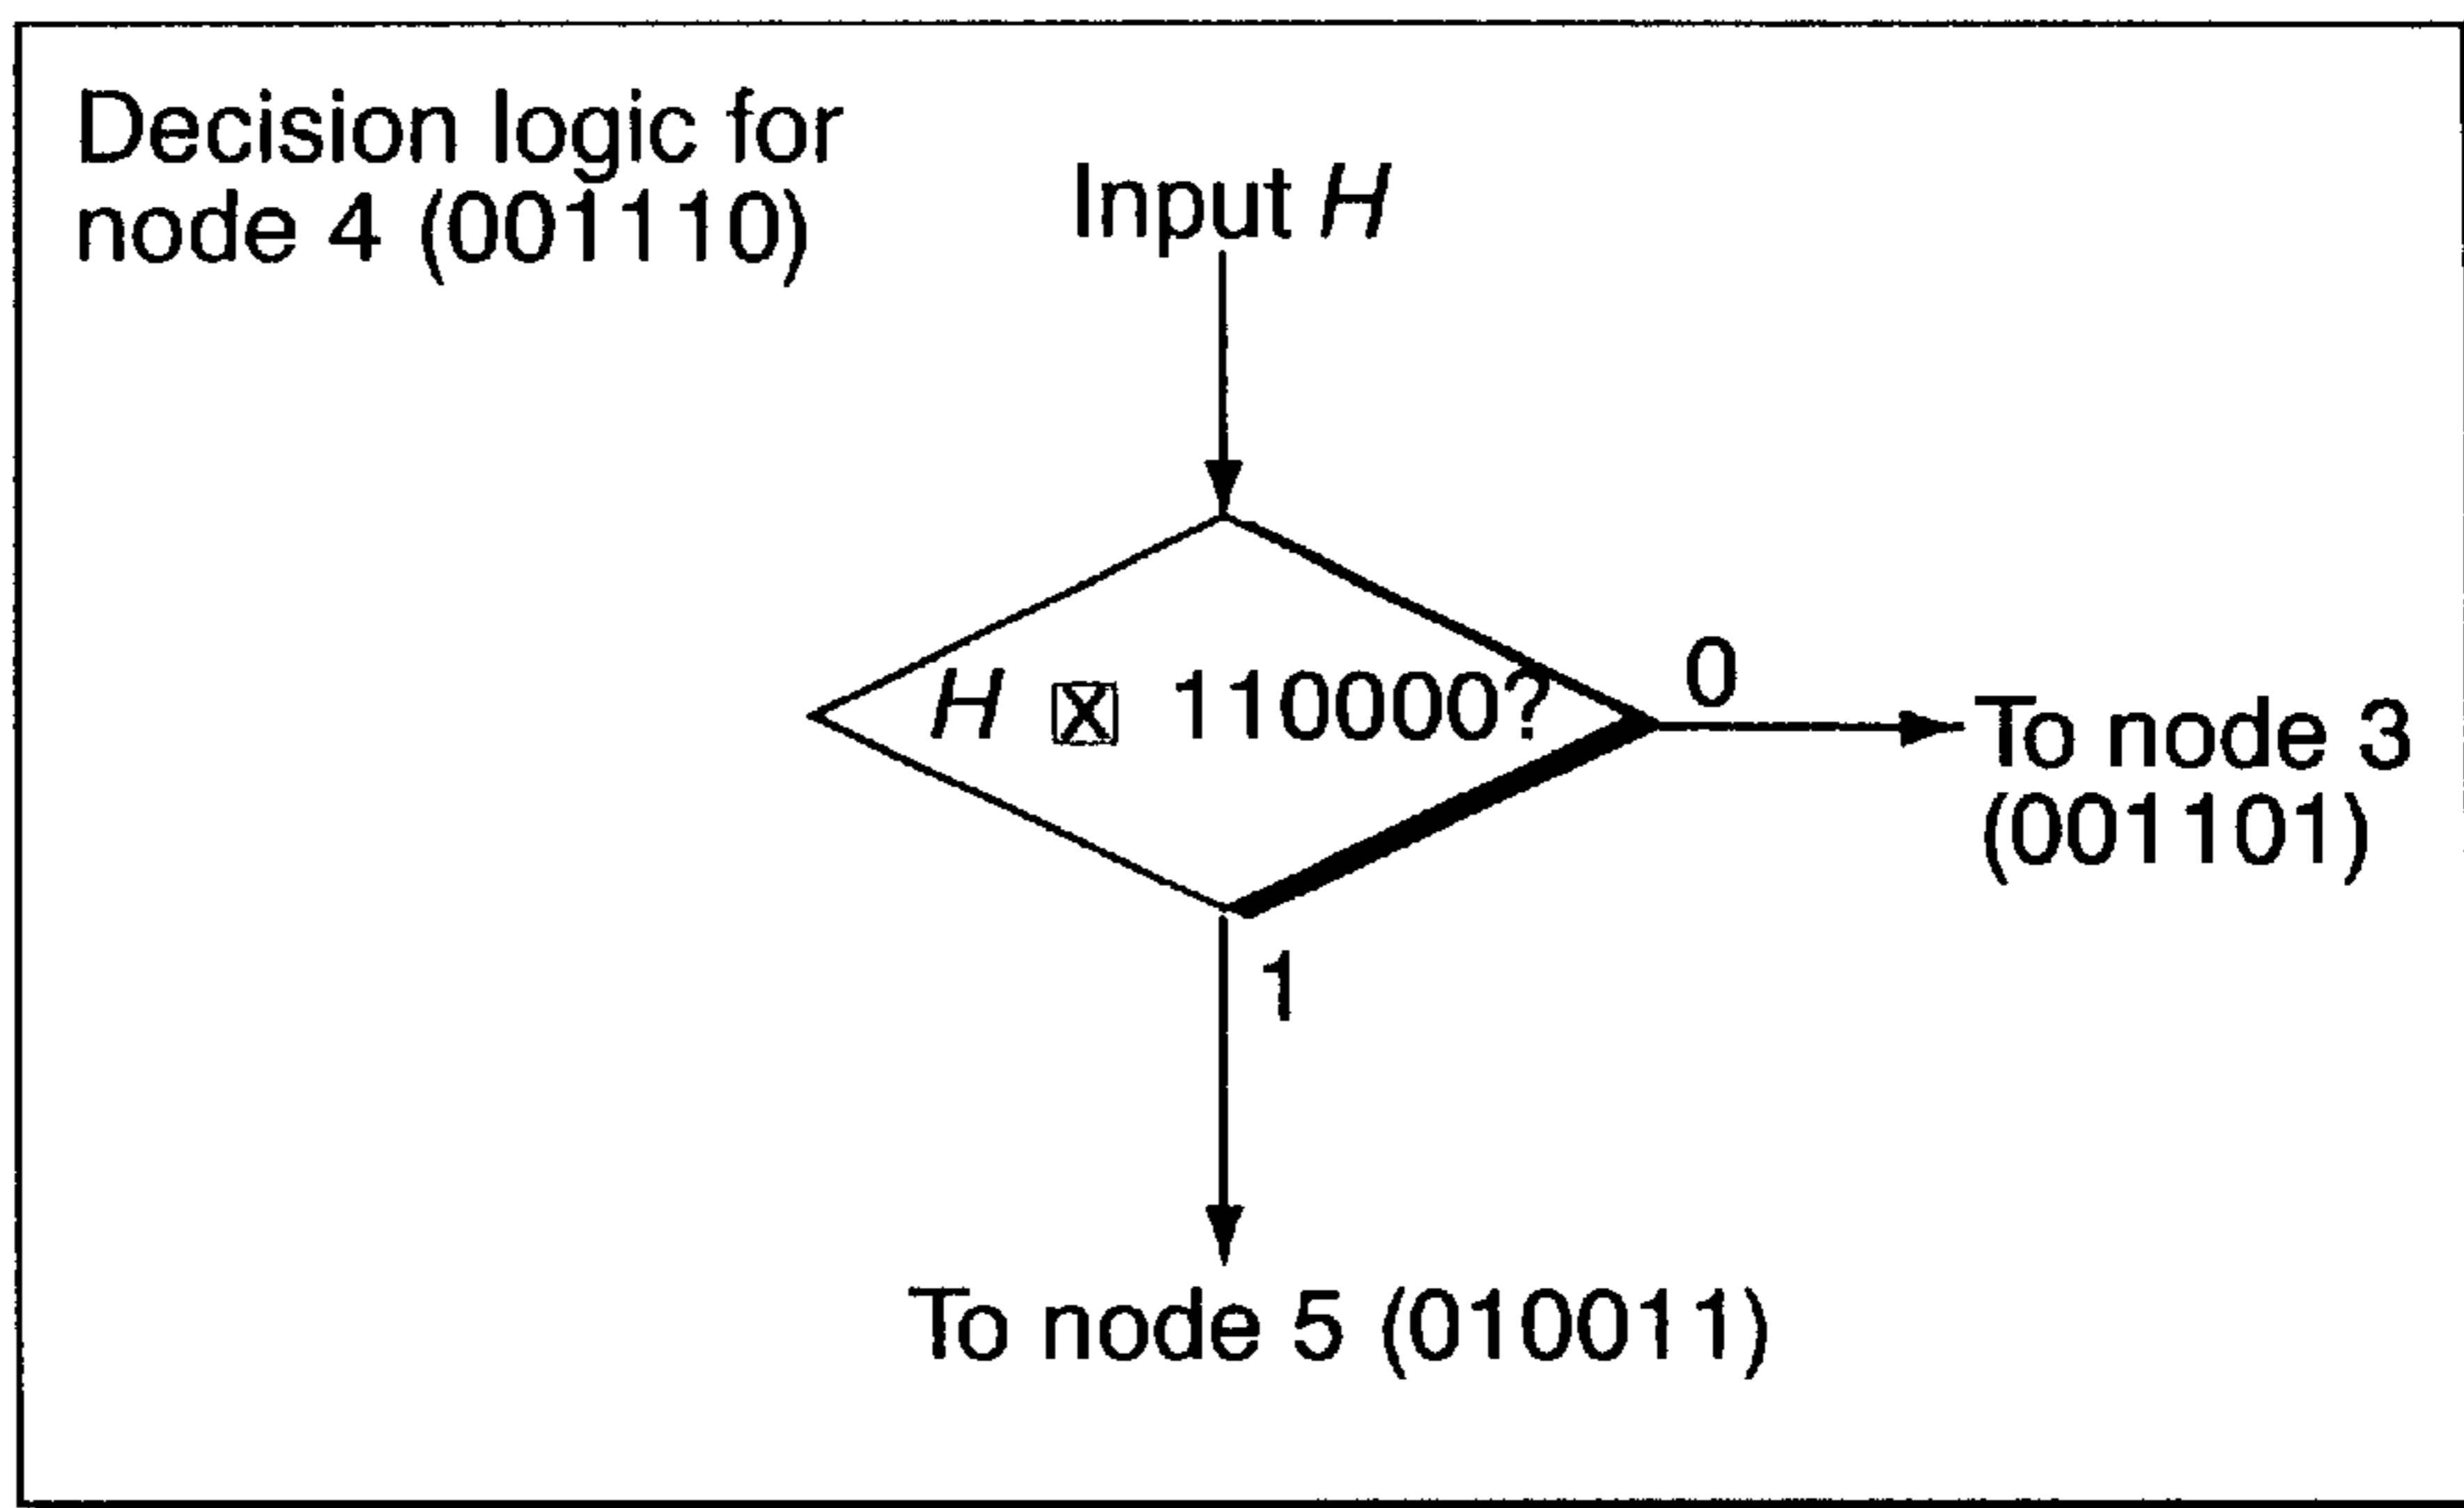 Decision logic for
node 4 (001110)
Input H
H ☒ 110000?
0
To node 3
(001101)
1
To node 5 (010011)